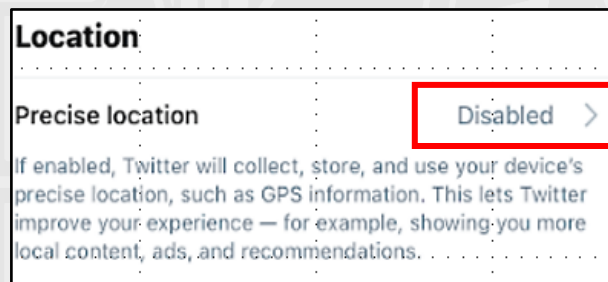 Location
Precise location Disabled >
If enabled, Twitter will collect, store, and use your device's
precise location, such as GPS information. This lets Twitter
improve your experience — for example, showing you more
local content, ads, and recommendations.